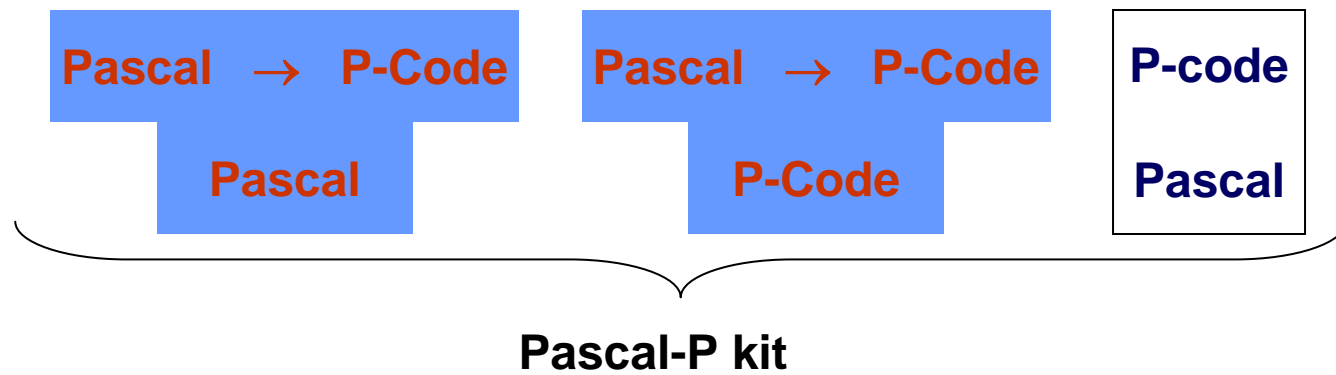 Pascal → P-Code
Pascal
Pascal → P-Code
P-Code
P-code
Pascal
Pascal-P kit